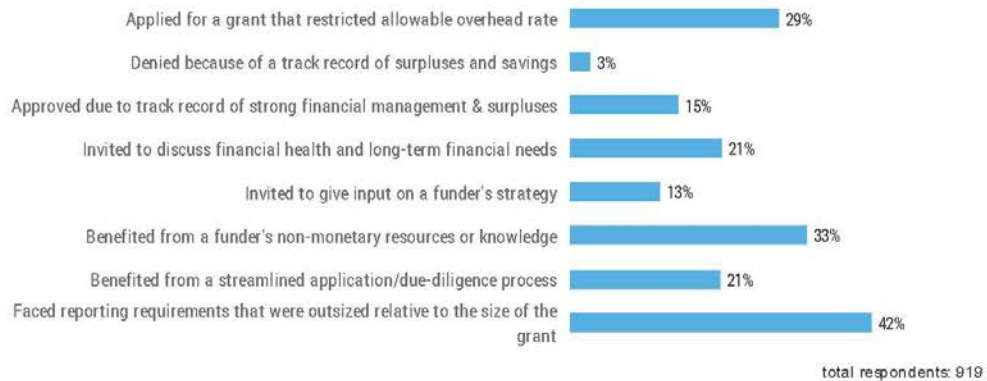 Applied for a grant that restricted allowable overhead rate 29%
Denied because of a track record of surpluses and savings 3%
Approved due to track record of strong financial management & surpluses 15%
Invited to discuss financial health and long-term financial needs 21%
Invited to give input on a funder's strategy 13%
Benefited from a funder's non-monetary resources or knowledge 33%
Benefited from a streamlined application/due-diligence process 21%
Faced reporting requirements that were outsized relative to the size of the
grant 42%
total respondents: 919